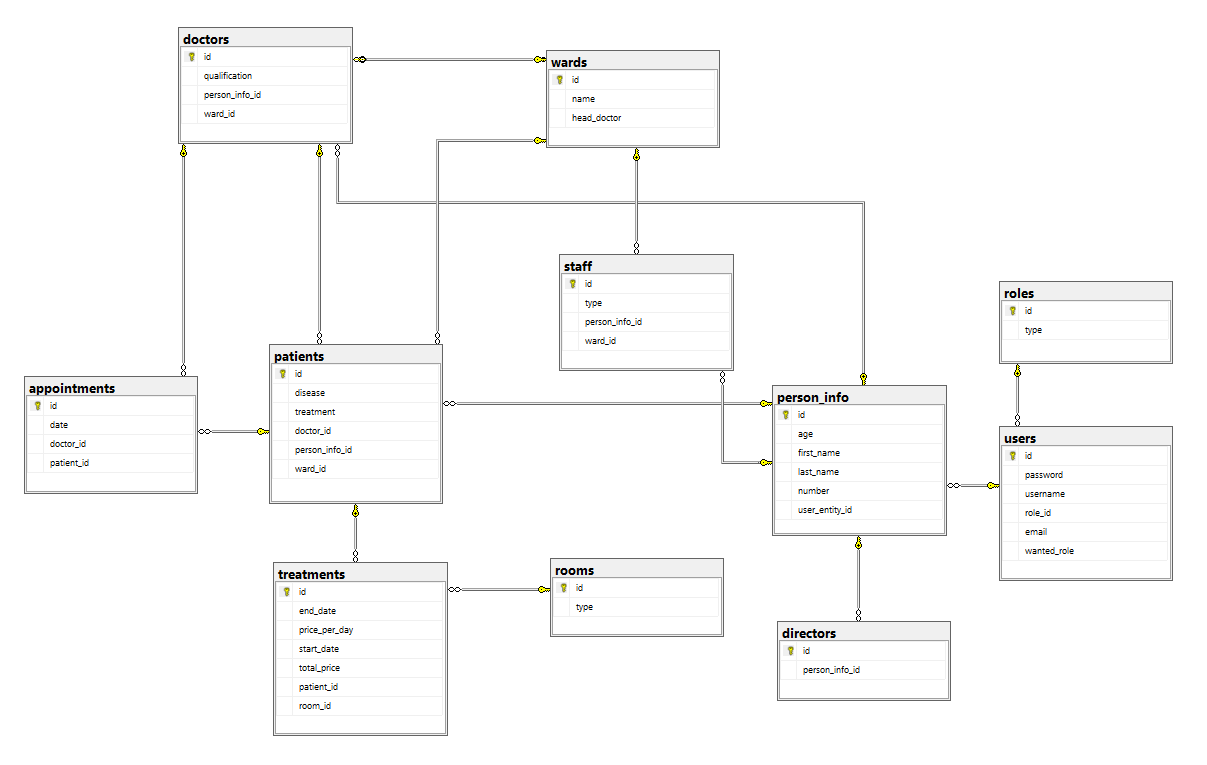 doctors
id
qualification
person_info_id
ward_id
wards
id
name
head_doctor
staff
id
type
person_info_id
ward_id
roles
id
type
patients
id
disease
treatment
doctor_id
person_info_id
ward_id
appointments
id
date
doctor_id
patient_id
person_info
id
age
first_name
last_name
number
user_entity_id
users
id
password
username
role_id
email
wanted_role
treatments
id
end_date
price_per_day
start_date
total_price
patient_id
room_id
rooms
id
type
directors
id
person_info_id